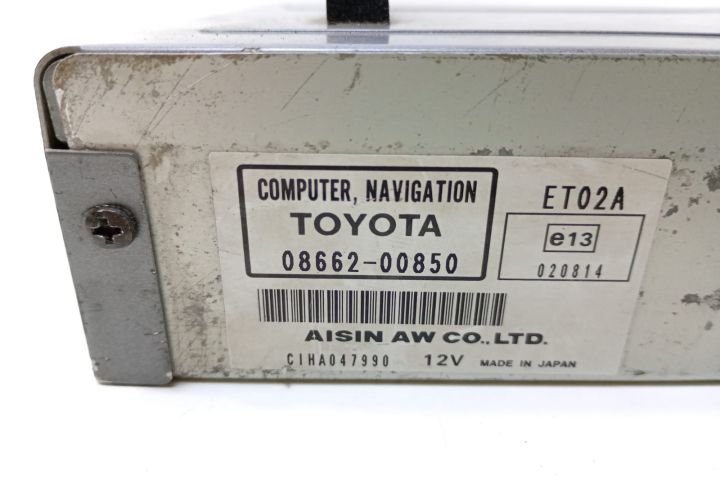 COMPUTER, NAVIGATION
TOYOTA
08662-00850
ET02A
e13
020814
AISIN AW CO.,LTD.
CIHA047990 12V MADE IN JAPAN